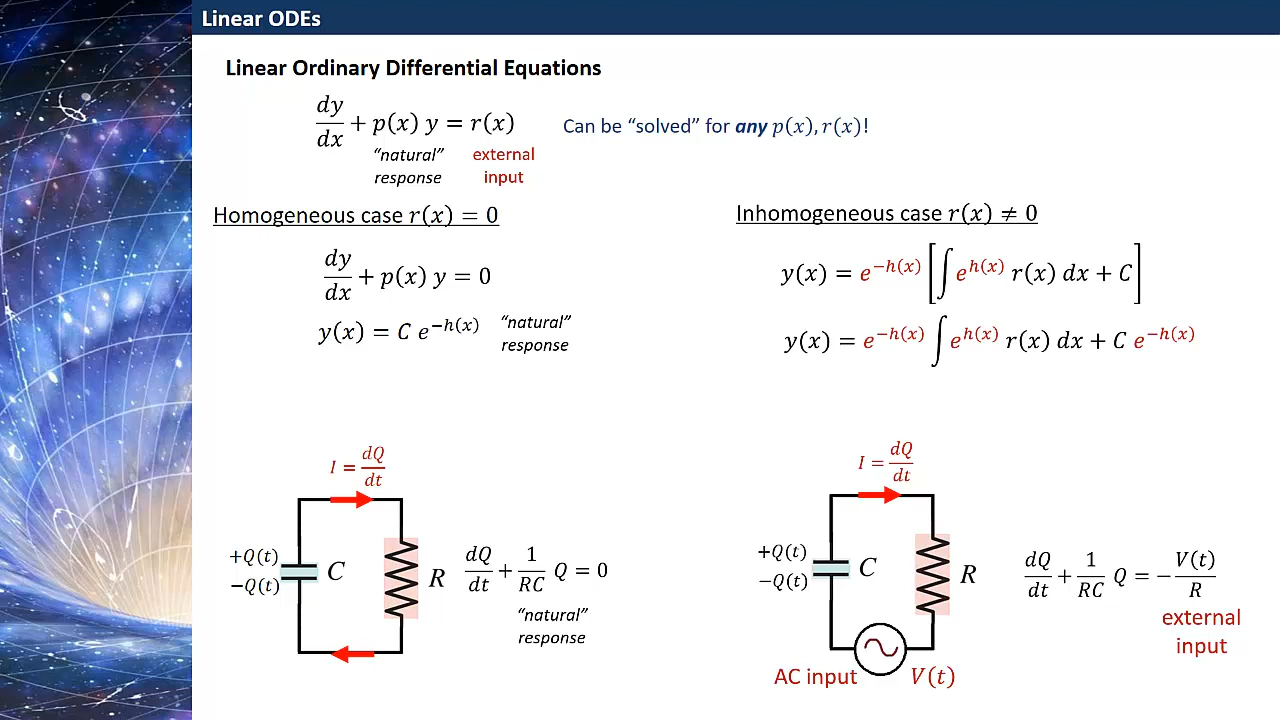 Linear ODEs
Linear Ordinary Differential Equations
dy/dx + p(x) y = r(x)
Can be “solved” for any p(x), r(x)!
“natural”
response
external
input
Homogeneous case r(x) = 0
dy/dx + p(x) y = 0
y(x) = C e^{−h(x)}
“natural”
response
I = dQ/dt
+Q(t)
−Q(t)
C
R
dQ/dt + 1/RC Q = 0
“natural”
response
Inhomogeneous case r(x) ≠ 0
y(x) = e^{−h(x)} [∫ e^{h(x)} r(x) dx + C]
y(x) = e^{−h(x)} ∫ e^{h(x)} r(x) dx + C e^{−h(x)}
I = dQ/dt
+Q(t)
−Q(t)
C
R
dQ/dt + 1/RC Q = − V(t)/R
external
input
AC input
V(t)